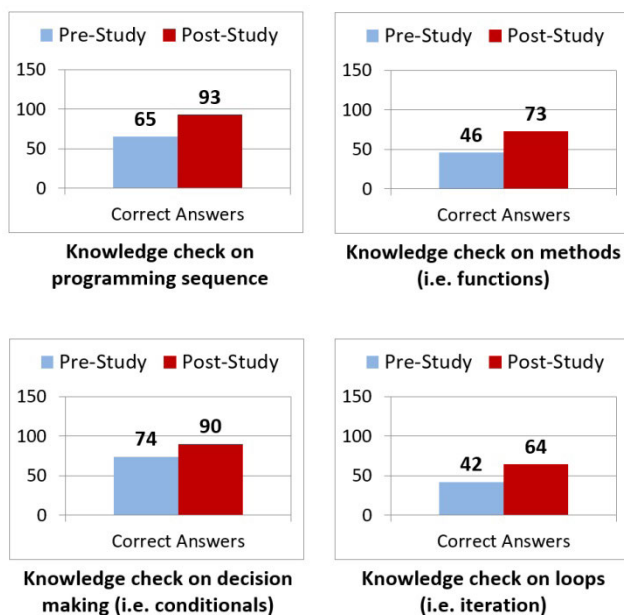 Pre-Study Post-Study
150
100
50
0
65
93
Correct Answers
Knowledge check on
programming sequence
Pre-Study Post-Study
150
100
50
0
46
73
Correct Answers
Knowledge check on methods
(i.e. functions)
Pre-Study Post-Study
150
100
50
0
74
90
Correct Answers
Knowledge check on decision
making (i.e. conditionals)
Pre-Study Post-Study
150
100
50
0
42
64
Correct Answers
Knowledge check on loops
(i.e. iteration)